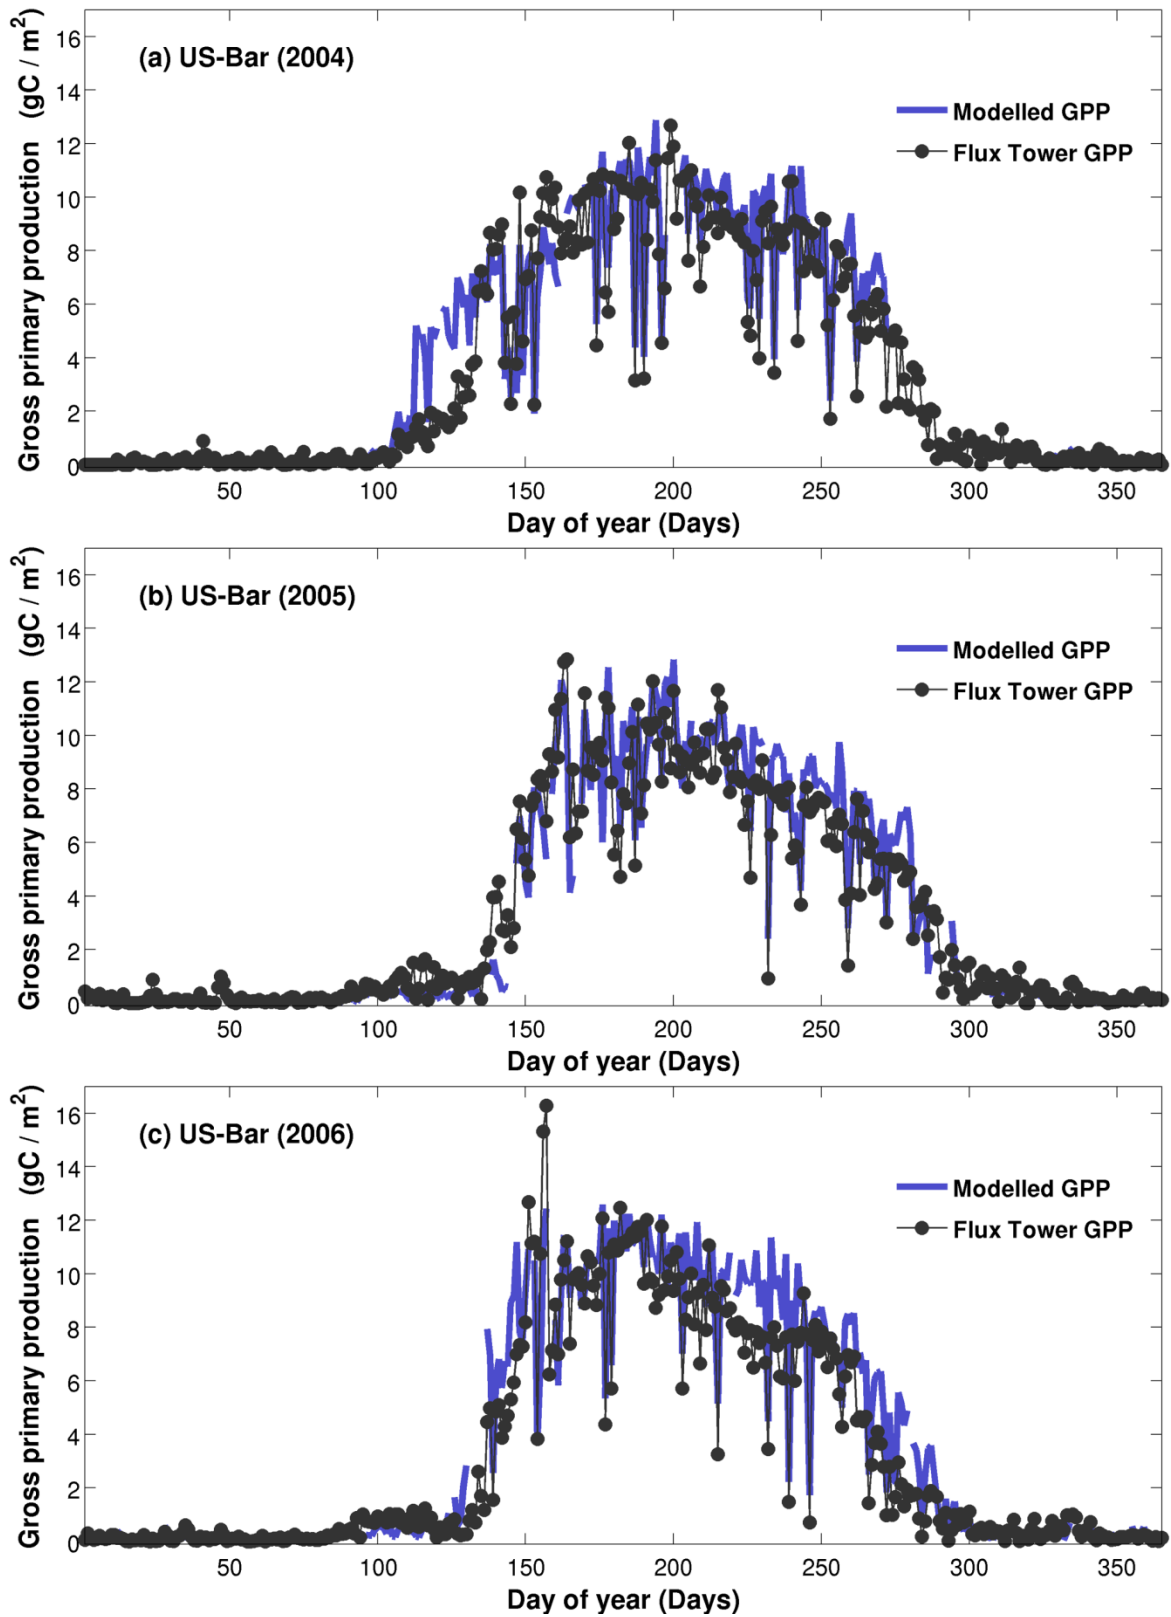 16
14
12
10
8
6
4
2
0
Gross primary production (gC / m²)
(a) US-Bar (2004)
Modelled GPP
Flux Tower GPP
50 100 150 200 250 300 350
Day of year (Days)
16
14
12
10
8
6
4
2
0
Gross primary production (gC / m²)
(b) US-Bar (2005)
Modelled GPP
Flux Tower GPP
50 100 150 200 250 300 350
Day of year (Days)
16
14
12
10
8
6
4
2
0
Gross primary production (gC / m²)
(c) US-Bar (2006)
Modelled GPP
Flux Tower GPP
50 100 150 200 250 300 350
Day of year (Days)